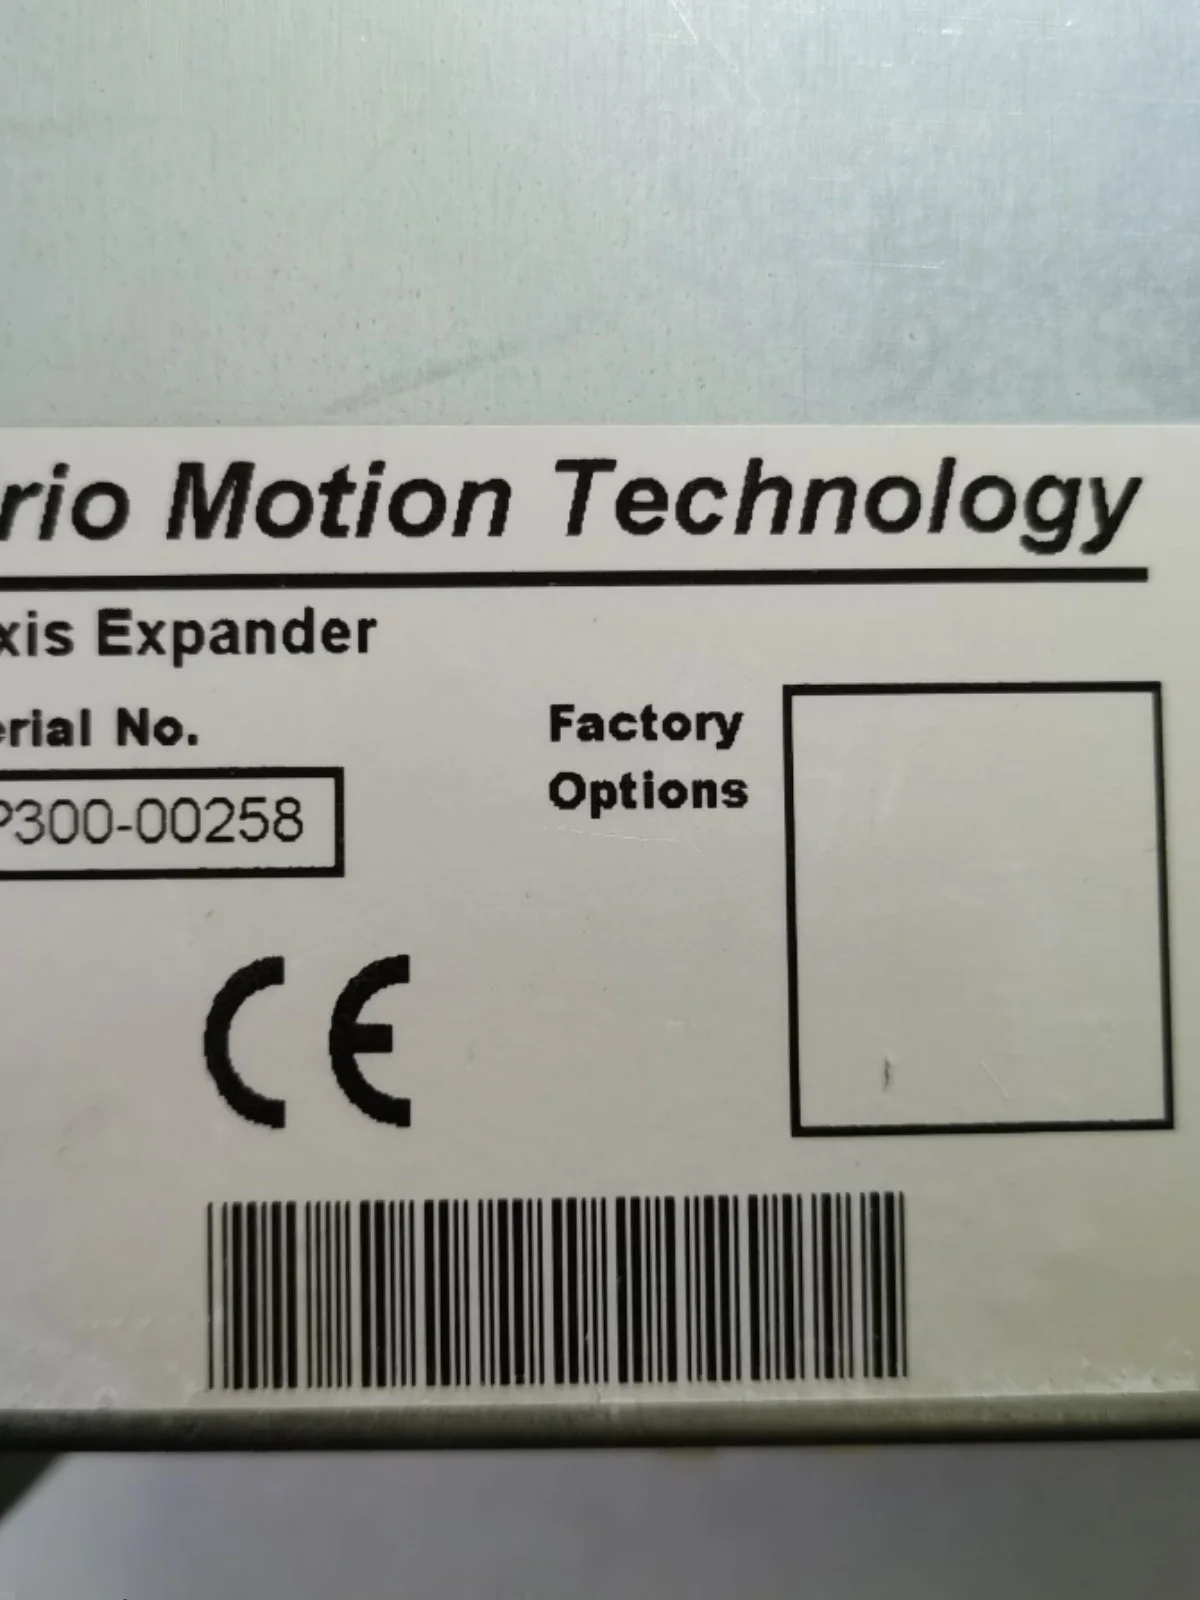 rio Motion Technology
xis Expander
erial No.
Factory
Options
P300-00258
CE